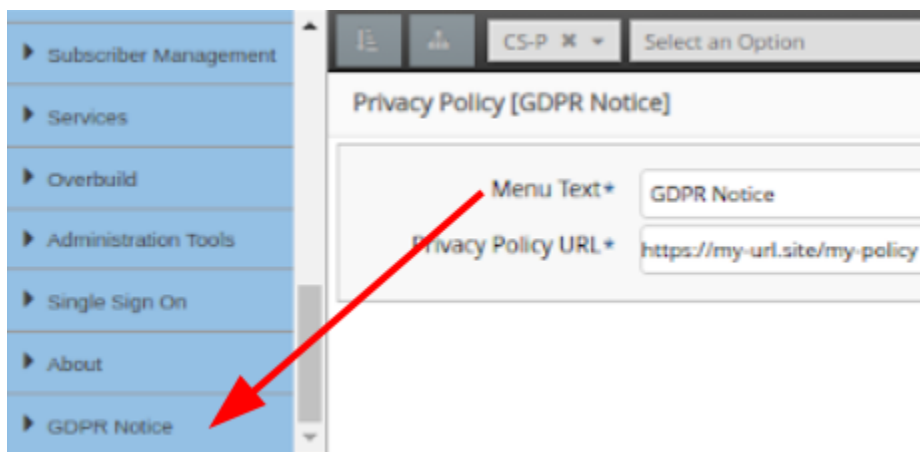 Subscriber Management
Services
Overbuild
Administration Tools
Single Sign On
About
GDPR Notice
CS-P Select an Option
Privacy Policy [GDPR Notice]
Menu Text* GDPR Notice
Privacy Policy URL* https://my-url.site/my-policy